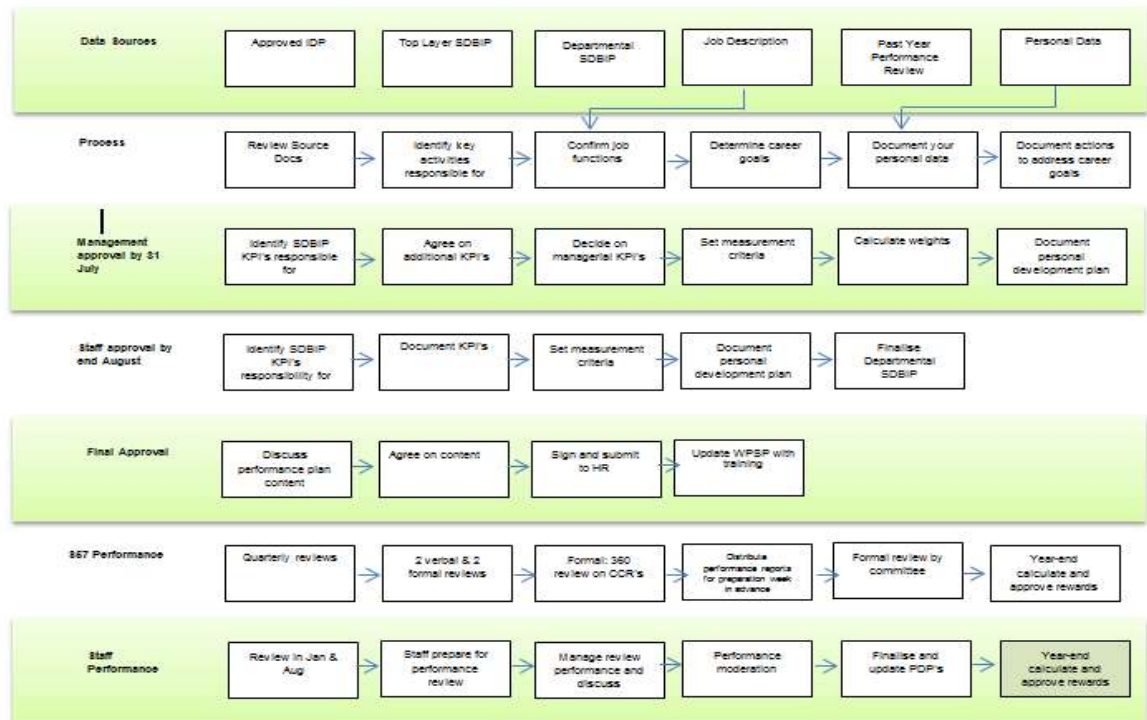 Data Sources
Approved IDP
Top Layer SDBIP
Departmental
SDBIP
Job Description
Past Year
Performance
Review
Personal Data
Process
Review Source
Docs
Identify key
activities
responsible for
Confirm job
functions
Determine career
goals
Document your
personal data
Document actions
to address career
goals
Management
approval by 31
July
Identify SDBIP
KPI's responsible
for
Agree on
additional KPI's
Decide on
managerial KPI's
Set measurement
criteria
Calculate weights
Document
personal
development plan
Staff approval by
end August
Identify SDBIP
KPI's
responsibility for
Document KPI's
Set measurement
criteria
Document
personal
development plan
Finalise
Departmental
SDBIP
Final Approval
Discuss
performance plan
content
Agree on content
Sign and submit
to HR
Update WPSP with
training
S57 Performance
Quarterly reviews
2 verbal & 2
formal reviews
Formal: 360
review on CCR's
Distribute
performance reports
for preparation week
in advance
Formal review by
committee
Year-end
calculate and
approve rewards
Staff
Performance
Review in Jan &
Aug
Staff prepare for
performance
review
Manage review
performance and
discuss
Performance
moderation
Finalise and
update PDP's
Year-end
calculate and
approve rewards